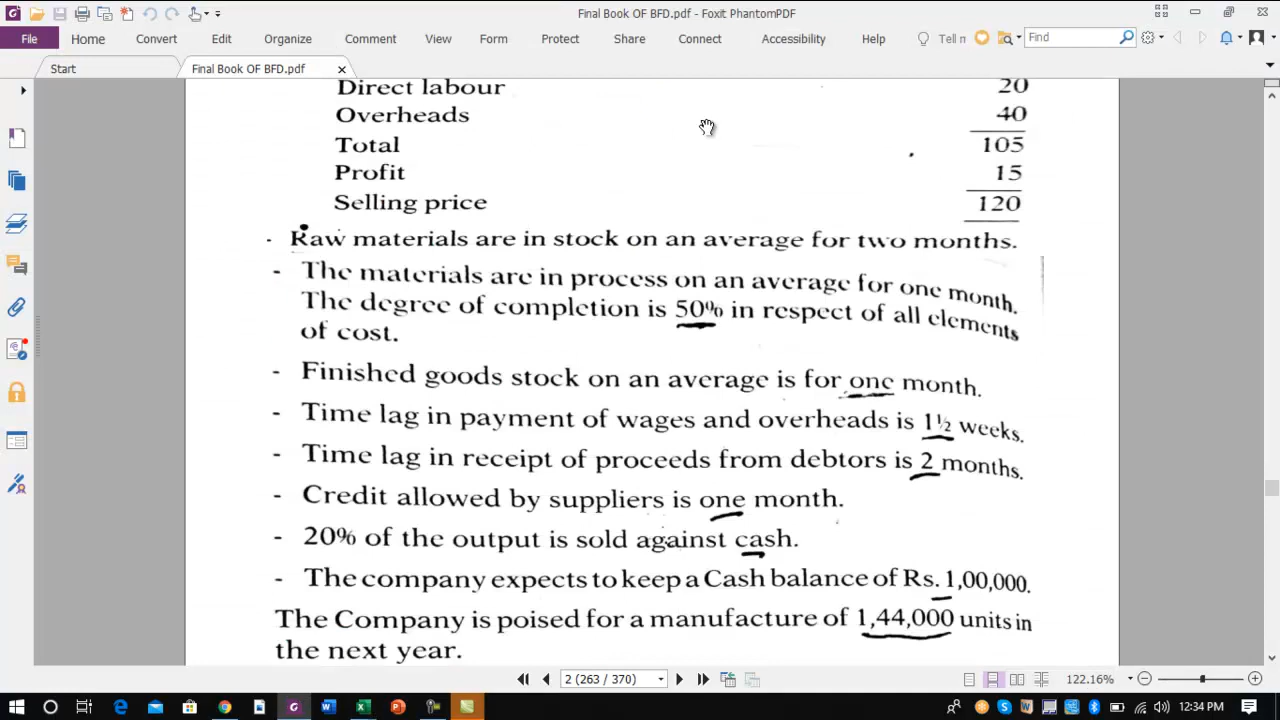 Final Book OF BFD.pdf - Foxit PhantomPDF
File Home Convert Edit Organize Comment View Form Protect Share Connect Accessibility Help Tell m Find
Start Final Book OF BFD.pdf
Direct labour 20
Overheads 40
Total 105
Profit 15
Selling price 120
- Raw materials are in stock on an average for two months.
- The materials are in process on an average for one month.
The degree of completion is 50% in respect of all elements
of cost.
- Finished goods stock on an average is for one month.
- Time lag in payment of wages and overheads is 1½ weeks.
- Time lag in receipt of proceeds from debtors is 2 months.
- Credit allowed by suppliers is one month.
- 20% of the output is sold against cash.
- The company expects to keep a Cash balance of Rs. 1,00,000.
The Company is poised for a manufacture of 1,44,000 units in
the next year.
2 (263 / 370) 122.16%
12:34 PM